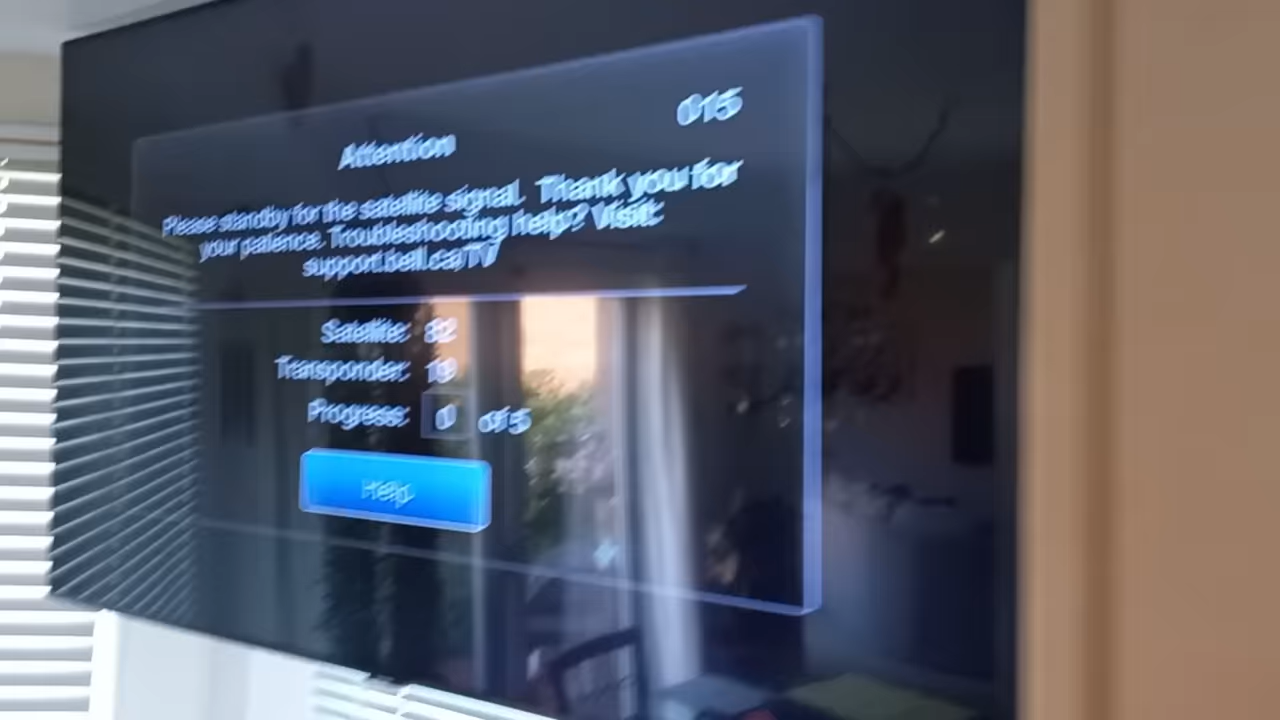 015
Attention
Please standby for the satellite signal. Thank you for
your patience. Troubleshooting help? Visit:
support.bell.ca/TV
Satellite: 82
Transponder: 19
Progress: 0 of 5
Help